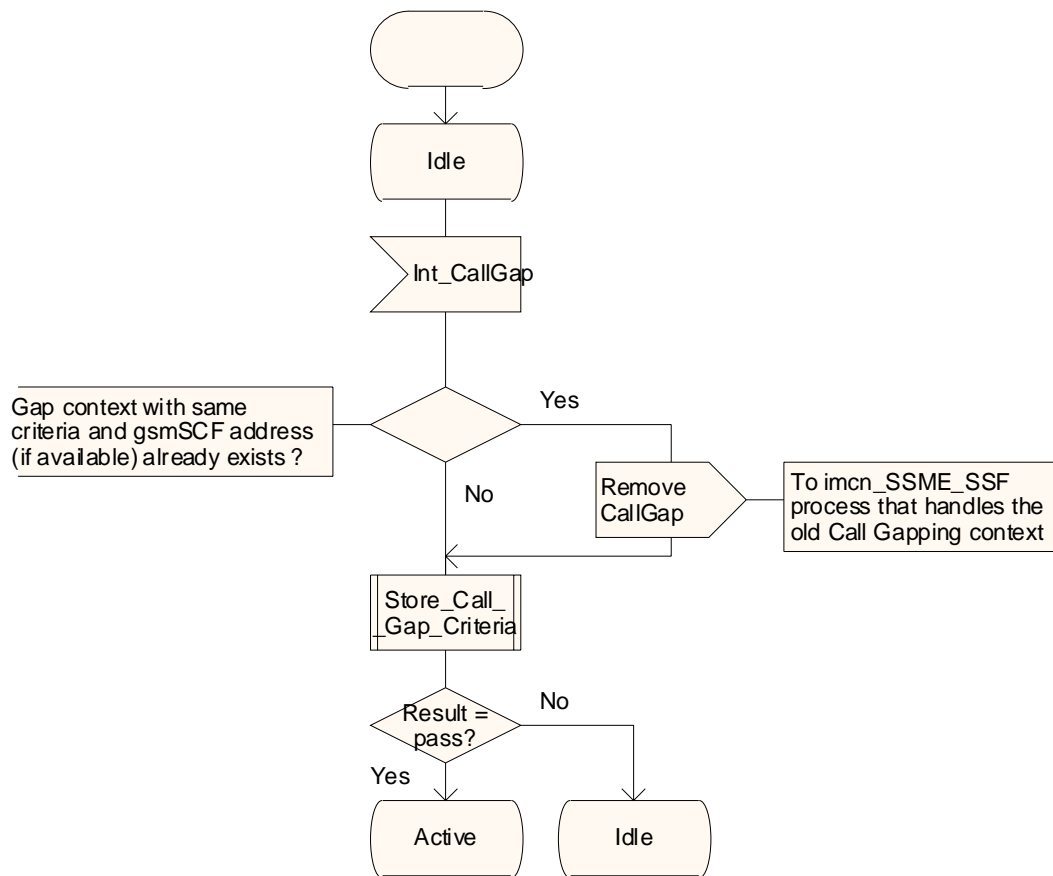 Idle
Int_CallGap
Gap context with same
criteria and gsmSCF address
(if available) already exists ?
Yes
No
Remove
CallGap
To imcn_SSME_SSF
process that handles the
old Call Gapping context
Store_Call_
_Gap_Criteria
Result =
pass?
No
Yes
Active
Idle